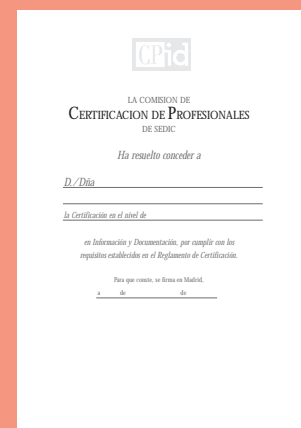 CPid
LA COMISION DE
CERTIFICACION DE PROFESIONALES
DE SEDIC
Ha resuelto conceder a
D./Dña
la Certificación en el nivel de
en Información y Documentación, por cumplir con los
requisitos establecidos en el Reglamento de Certificación.
Para que conste, se firma en Madrid,
a de de